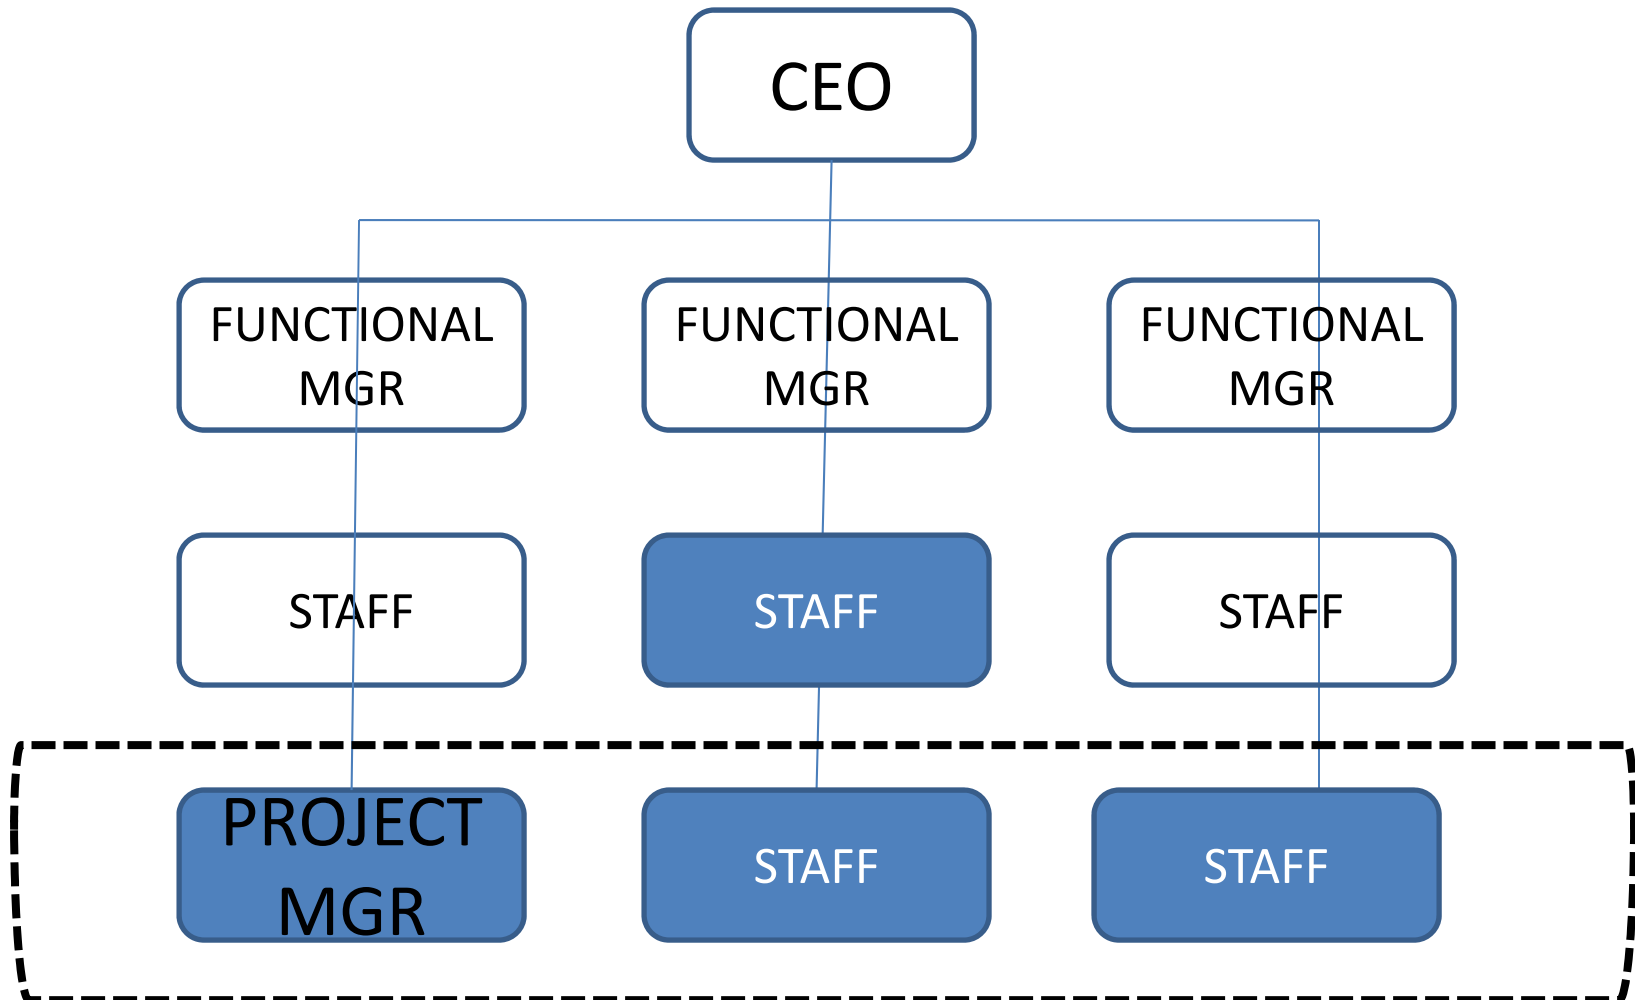 CEO
FUNCTIONAL
MGR
FUNCTIONAL
MGR
FUNCTIONAL
MGR
STAFF
STAFF
STAFF
PROJECT
MGR
STAFF
STAFF